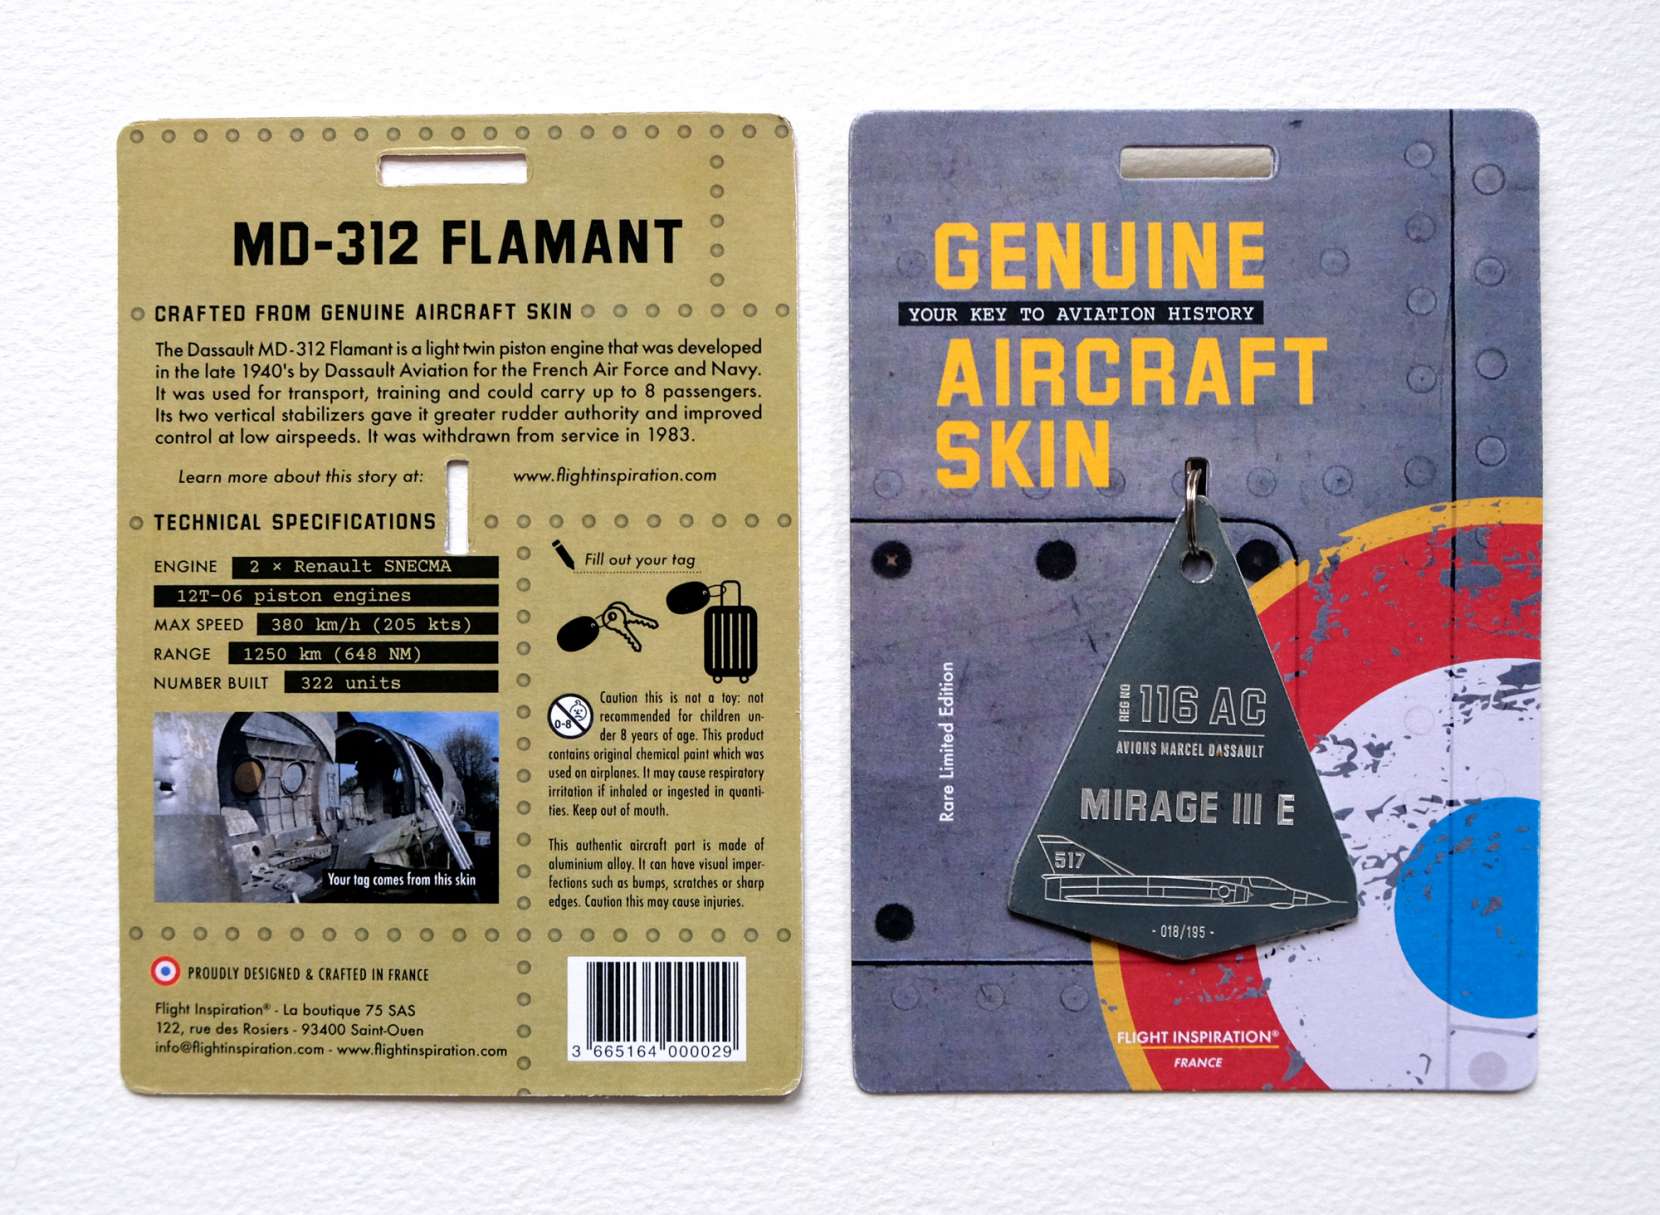 MD-312 FLAMANT
CRAFTED FROM GENUINE AIRCRAFT SKIN
The Dassault MD-312 Flamant is a light twin piston engine that was developed
in the late 1940's by Dassault Aviation for the French Air Force and Navy.
It was used for transport, training and could carry up to 8 passengers.
Its two vertical stabilizers gave it greater rudder authority and improved
control at low airspeeds. It was withdrawn from service in 1983.
Learn more about this story at: www.flightinspiration.com
TECHNICAL SPECIFICATIONS
ENGINE 2 × Renault SNECMA
12T-06 piston engines
MAX SPEED 380 km/h (205 kts)
RANGE 1250 km (648 NM)
NUMBER BUILT 322 units
Your tag comes from this skin
Fill out your tag
0-8
Caution this is not a toy: not
recommended for children un-
der 8 years of age. This product
contains original chemical paint which was
used on airplanes. It may cause respiratory
irritation if inhaled or ingested in quanti-
ties. Keep out of mouth.
This authentic aircraft part is made of
aluminium alloy. It can have visual imper-
fections such as bumps, scratches or sharp
edges. Caution this may cause injuries.
PROUDLY DESIGNED & CRAFTED IN FRANCE
Flight Inspiration® - La boutique 75 SAS
122, rue des Rosiers - 93400 Saint-Ouen
info@flightinspiration.com - www.flightinspiration.com
3 665164 000029
GENUINE
YOUR KEY TO AVIATION HISTORY
AIRCRAFT
SKIN
Rare Limited Edition
REG NO 116 AC
AVIONS MARCEL DASSAULT
MIRAGE III E
517
- 018/195 -
FLIGHT INSPIRATION®
FRANCE